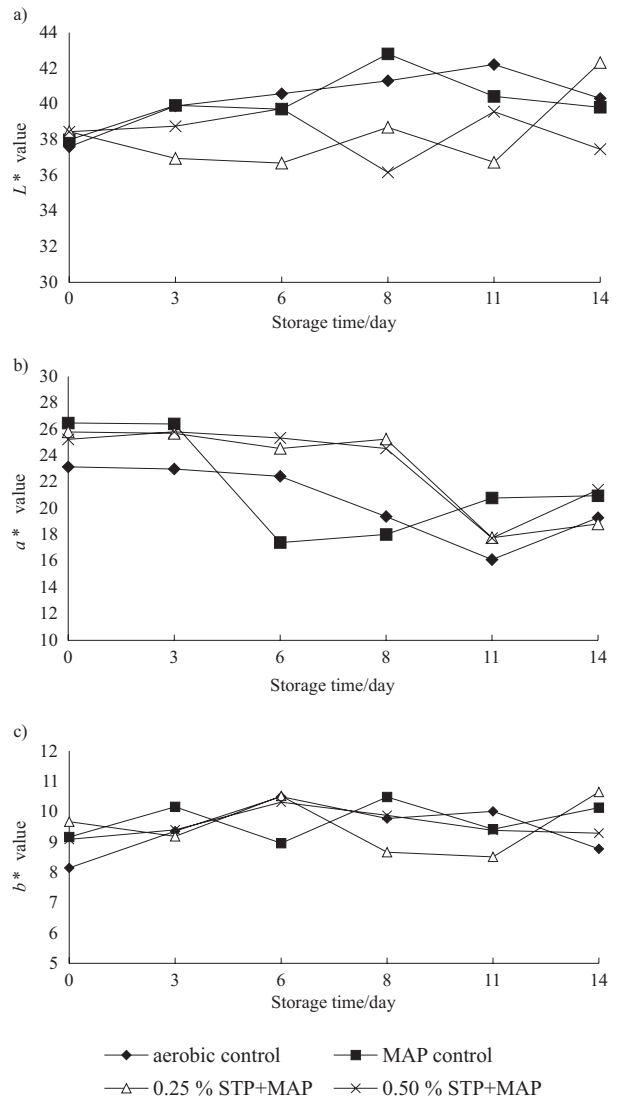 a)
44
42
40
38
36
34
32
30
L* value
0 3 6 8 11 14
Storage time/day
b)
30
28
26
24
22
20
18
16
14
12
10
a* value
0 3 6 8 11 14
Storage time/day
c)
12
11
10
9
8
7
6
5
b* value
0 3 6 8 11 14
Storage time/day
aerobic control MAP control
0.25 % STP+MAP 0.50 % STP+MAP